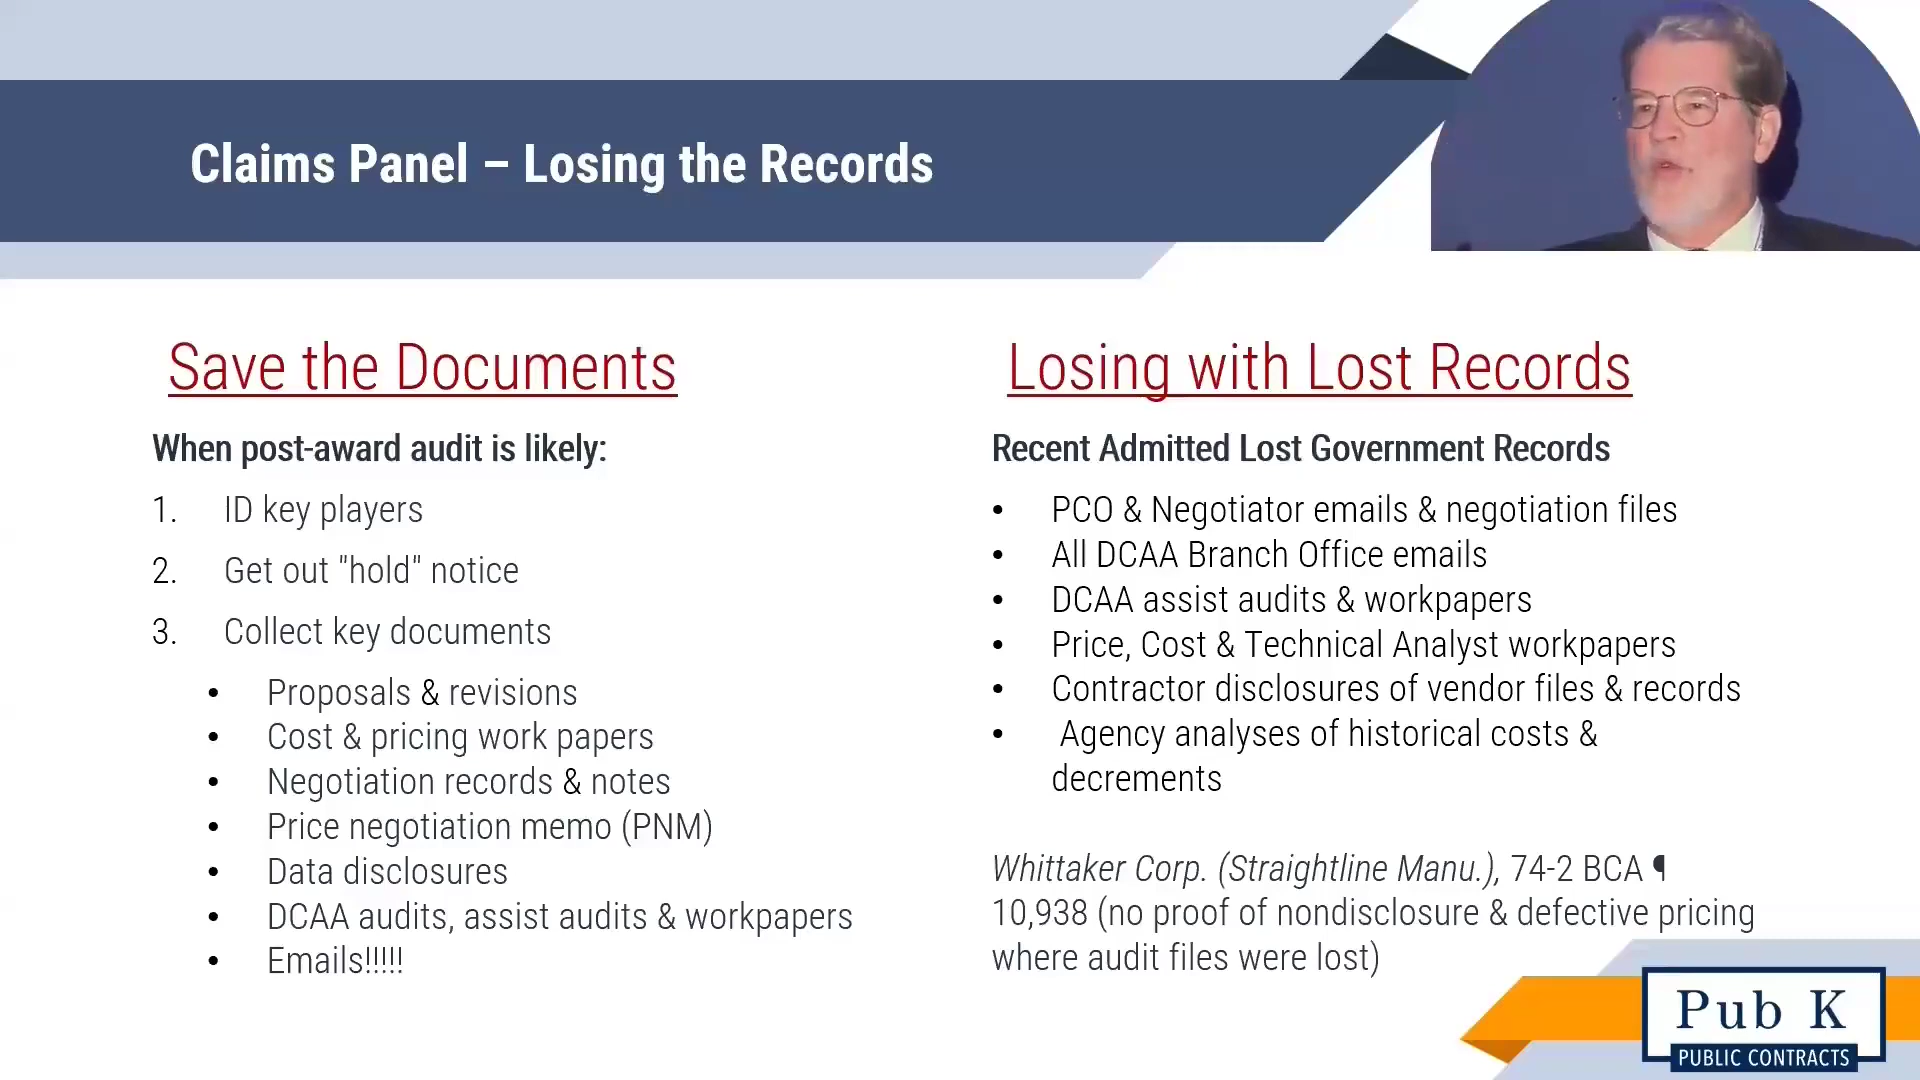 Claims Panel – Losing the Records
Save the Documents
When post-award audit is likely:
1. ID key players
2. Get out "hold" notice
3. Collect key documents
• Proposals & revisions
• Cost & pricing work papers
• Negotiation records & notes
• Price negotiation memo (PNM)
• Data disclosures
• DCAA audits, assist audits & workpapers
• Emails!!!!!
Losing with Lost Records
Recent Admitted Lost Government Records
• PCO & Negotiator emails & negotiation files
• All DCAA Branch Office emails
• DCAA assist audits & workpapers
• Price, Cost & Technical Analyst workpapers
• Contractor disclosures of vendor files & records
• Agency analyses of historical costs &
decrements
Whittaker Corp. (Straightline Manu.), 74-2 BCA ¶
10,938 (no proof of nondisclosure & defective pricing
where audit files were lost)
Pub K
PUBLIC CONTRACTS